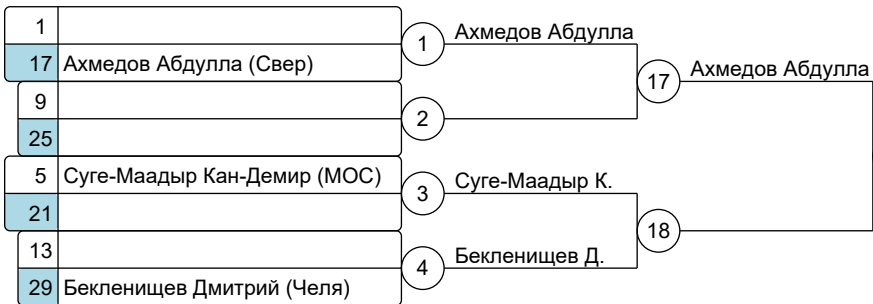 1
17 Ахмедов Абдулла (Свер)
1 Ахмедов Абдулла
9
25
2
17 Ахмедов Абдулла
5 Суге-Маадыр Кан-Демир (МОС)
21
3 Суге-Маадыр К.
13
29 Бекленищев Дмитрий (Челя)
4 Бекленищев Д.
18